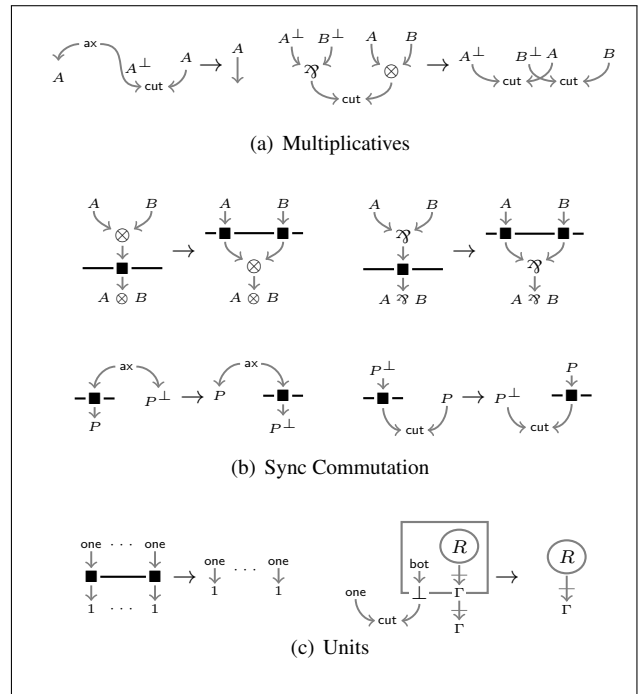 ax
A A⊥ A → A
cut
A⊥ B⊥ A B → A⊥ B⊥ A B
⅋ ⊗
cut cut cut
(a) Multiplicatives
A B → A B
⊗
⊗
A ⊗ B A ⊗ B
A B → A B
⅋
⅋
A ⅋ B A ⅋ B
ax → ax
P P⊥ P P⊥
P⊥ P → P⊥ P
cut cut
(b) Sync Commutation
one · · · one → one · · · one
1 · · · 1 1 1
bot R → R
one ⊥ Γ Γ
cut Γ
(c) Units